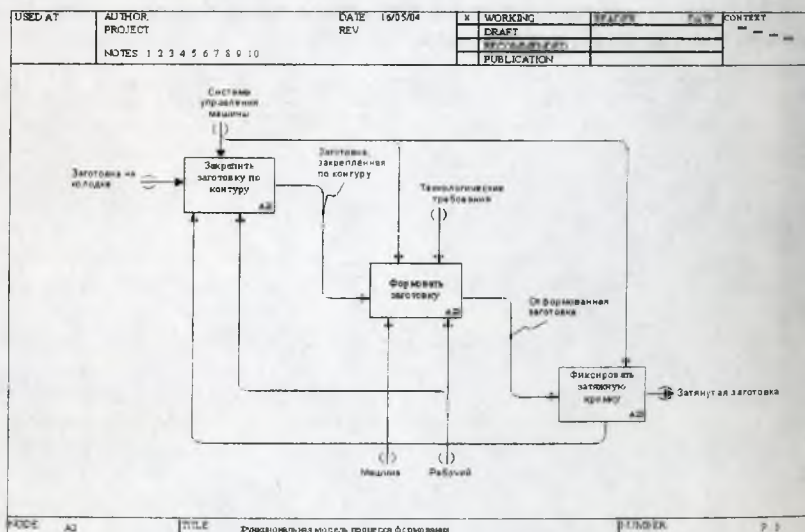 USED AT
AUTHOR
PROJECT
NOTES 1 2 3 4 5 6 7 8 9 10
DATE 16/05/04
REV
x WORKING
DRAFT
RECOMMENDED
PUBLICATION
READER DATE
CONTEXT
Система
управления
машины
Заготовка на
колодке
Закрепить
заготовку по
контуру
Заготовка,
закреплённая
по контуру
Технологические
требования
Формовать
заготовку
Отформованная
заготовка
Фиксировать
затяжную
кромку
Затянутая заготовка
Машина
Рабочий
NODE
TITLE
Функциональная модель процесса формования
NUMBER